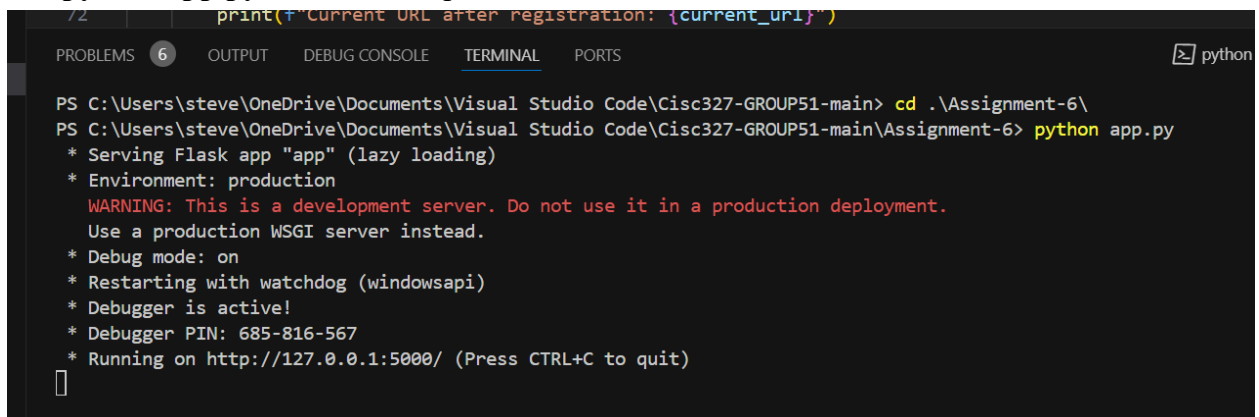 72 print(f"Current URL after registration: {current_url}")
PROBLEMS 6 OUTPUT DEBUG CONSOLE TERMINAL PORTS python
PS C:\Users\steve\OneDrive\Documents\Visual Studio Code\Cisc327-GROUP51-main> cd .\Assignment-6\
PS C:\Users\steve\OneDrive\Documents\Visual Studio Code\Cisc327-GROUP51-main\Assignment-6> python app.py
* Serving Flask app "app" (lazy loading)
* Environment: production
WARNING: This is a development server. Do not use it in a production deployment.
Use a production WSGI server instead.
* Debug mode: on
* Restarting with watchdog (windowsapi)
* Debugger is active!
* Debugger PIN: 685-816-567
* Running on http://127.0.0.1:5000/ (Press CTRL+C to quit)